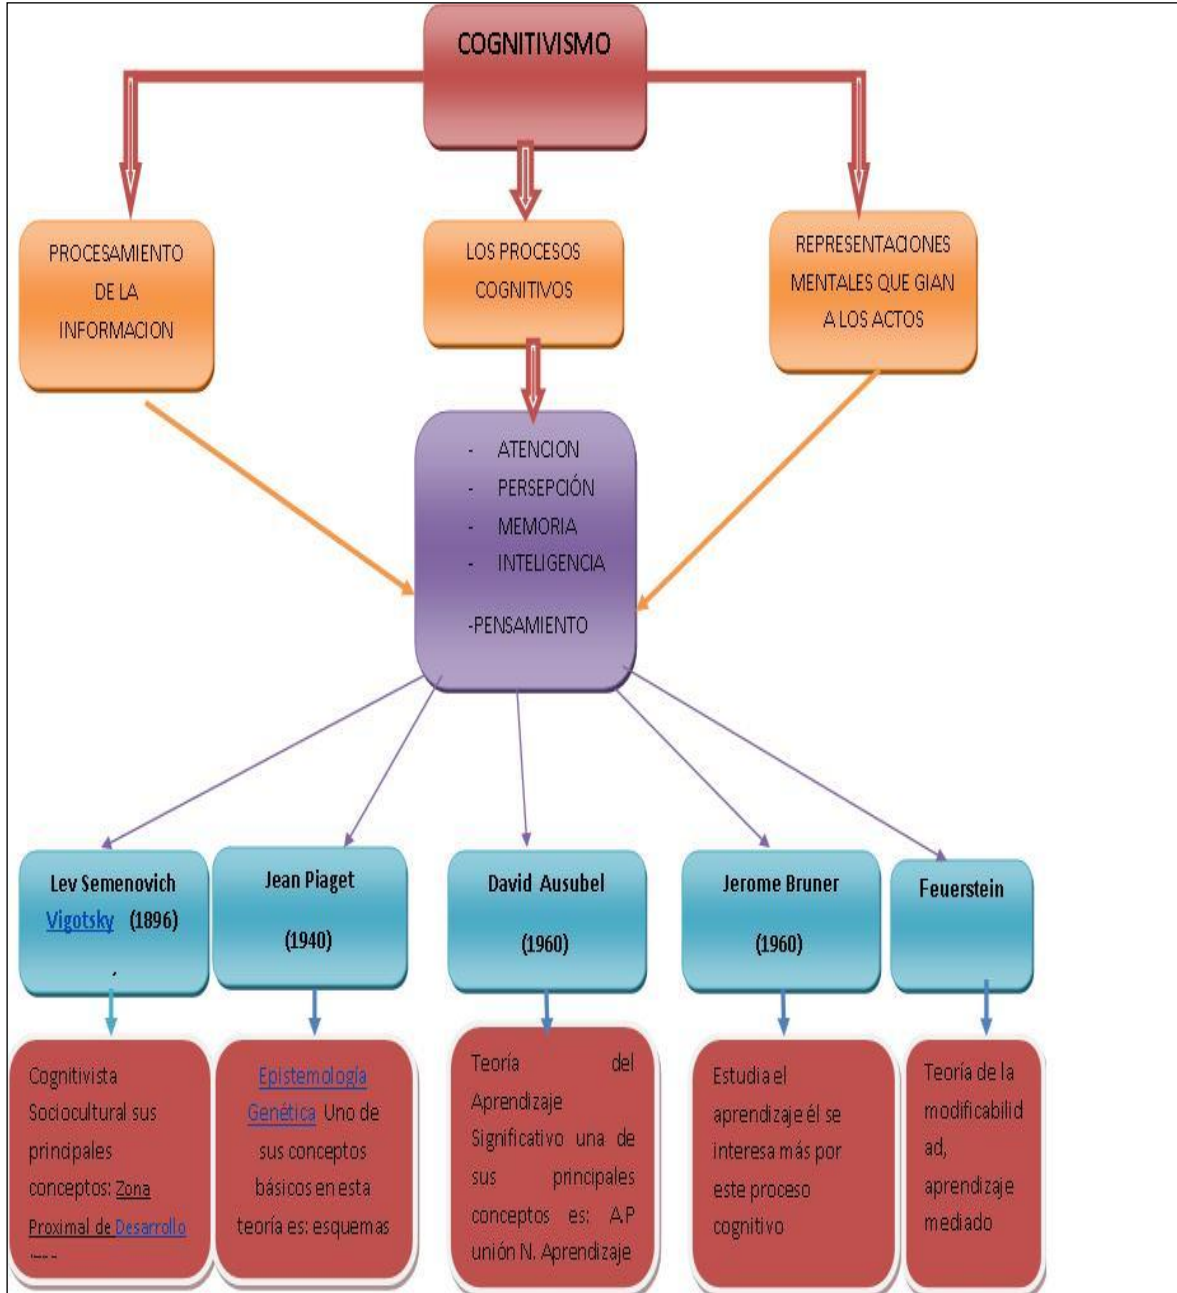 COGNITIVISMO
PROCESAMIENTO
DE LA
INFORMACION
LOS PROCESOS
COGNITIVOS
REPRESENTACIONES
MENTALES QUE GIAN
A LOS ACTOS
- ATENCION
- PERSEPCIÓN
- MEMORIA
- INTELIGENCIA
-PENSAMIENTO
Lev Semenovich
Vigotsky (1896)
Jean Piaget
(1940)
David Ausubel
(1960)
Jerome Bruner
(1960)
Feuerstein
Cognitivista
Sociocultural sus
principales
conceptos: Zona
Proximal de Desarrollo
Epistemología
Genética Uno de
sus conceptos
básicos en esta
teoría es: esquemas
Teoría del
Aprendizaje
Significativo una de
sus principales
conceptos es: A.P
unión N. Aprendizaje
Estudia el
aprendizaje él se
interesa más por
este proceso
cognitivo
Teoría de la
modificabilid
ad,
aprendizaje
mediado